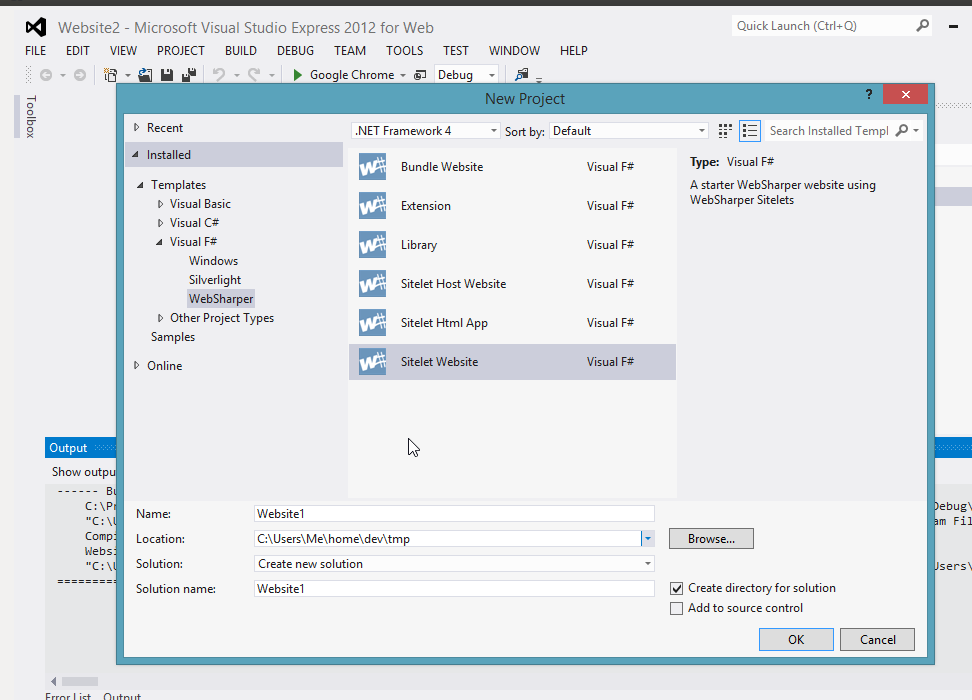 Website2 - Microsoft Visual Studio Express 2012 for Web
Quick Launch (Ctrl+Q)
FILE EDIT VIEW PROJECT BUILD DEBUG TEAM TOOLS TEST WINDOW HELP
Google Chrome Debug
Toolbox
New Project
?
Recent
Installed
Templates
Visual Basic
Visual C#
Visual F#
Windows
Silverlight
WebSharper
Other Project Types
Samples
Online
.NET Framework 4 Sort by: Default Search Installed Templ
Bundle Website Visual F#
Extension Visual F#
Library Visual F#
Sitelet Host Website Visual F#
Sitelet Html App Visual F#
Sitelet Website Visual F#
Type: Visual F#
A starter WebSharper website using
WebSharper Sitelets
Output
Show outpu
------ Bu
C:\Pr
"C:\U
Compi
Websi
"C:\U
==========
Debug\
am Fil
Users\
Name: Website1
Location: C:\Users\Me\home\dev\tmp Browse...
Solution: Create new solution
Solution name: Website1
Create directory for solution
Add to source control
OK Cancel
Error List Output